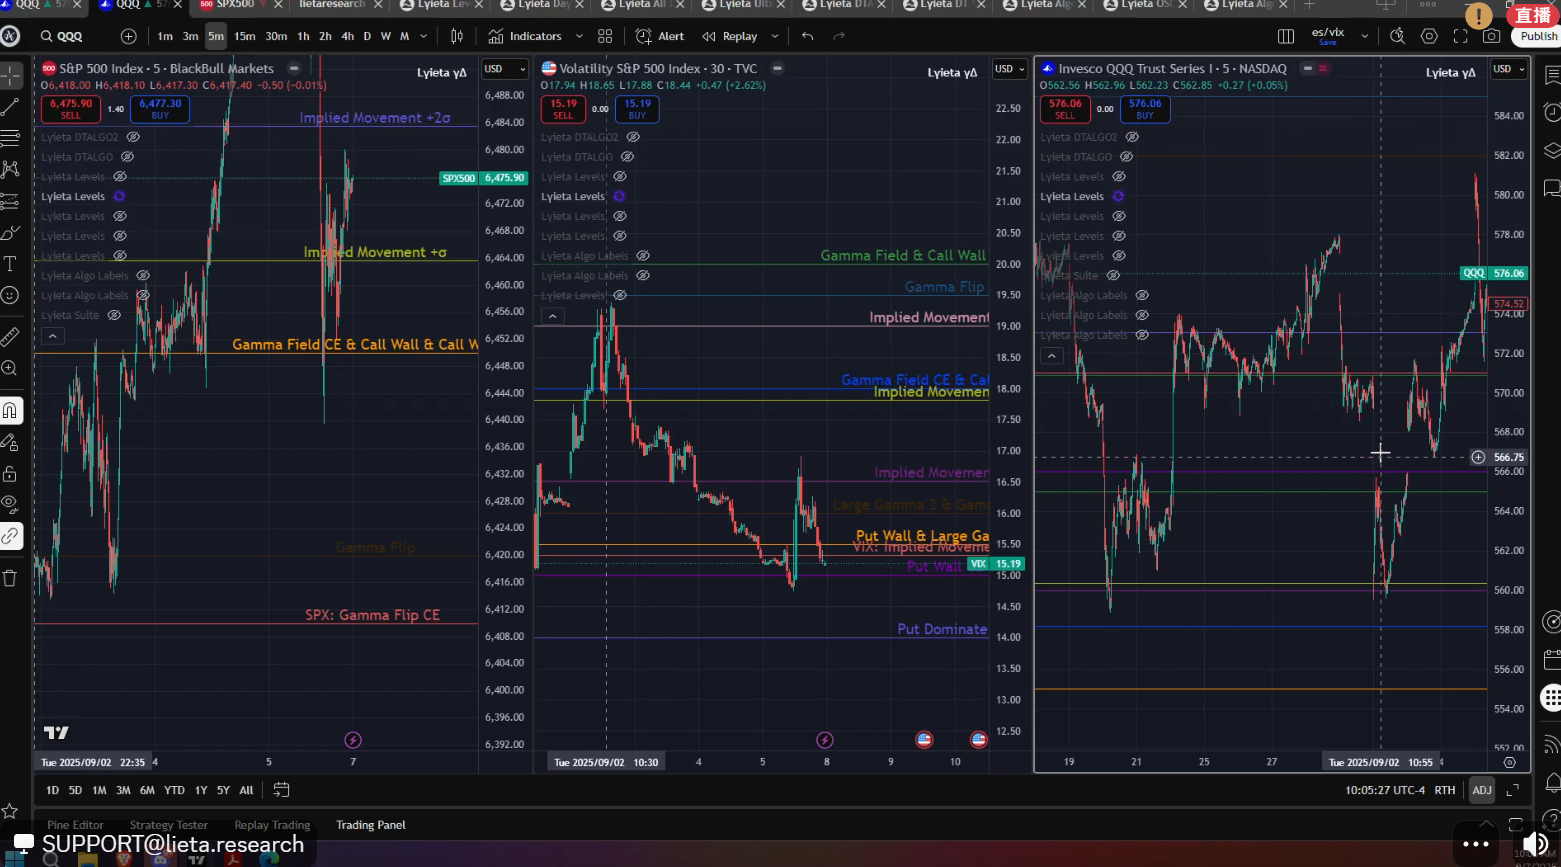 QQQ
QQQ
SPX500
lietaresearch
Lyieta Day
直播
QQQ
1m 3m 5m 15m 30m 1h 2h 4h D W M
Indicators
Alert
Replay
es/vix
Save
Publish
S&P 500 Index · 5 · BlackBull Markets
O6,418.00 H6,418.10 L6,417.30 C6,417.40 −0.50 (−0.01%)
6,475.90
SELL
1.40
6,477.30
BUY
Lyieta γΔ
USD
Lyieta DTALGO2
Lyieta DTALGO
Lyieta Levels
Lyieta Levels
Lyieta Levels
Lyieta Levels
Lyieta Levels
Lyieta Algo Labels
Lyieta Algo Labels
Lyieta Suite
Implied Movement +2σ
Implied Movement +σ
Gamma Field CE & Call Wall & Call W
Gamma Flip
SPX: Gamma Flip CE
6,488.00
6,484.00
6,480.00
SPX500 6,475.90
6,472.00
6,468.00
6,464.00
6,460.00
6,456.00
6,452.00
6,448.00
6,444.00
6,440.00
6,436.00
6,432.00
6,428.00
6,424.00
6,420.00
6,416.00
6,412.00
6,408.00
6,404.00
6,400.00
6,396.00
6,392.00
Tue 2025/09/02 22:35 4 5 7
Volatility S&P 500 Index · 30 · TVC
O17.94 H18.65 L17.88 C18.44 +0.47 (+2.62%)
15.19
SELL
0.00
15.19
BUY
Lyieta γΔ
USD
Lyieta DTALGO2
Lyieta DTALGO
Lyieta Levels
Lyieta Levels
Lyieta Levels
Lyieta Levels
Lyieta Algo Labels
Lyieta Algo Labels
Lyieta Levels
Gamma Field & Call Wall
Gamma Flip
Implied Movement
Gamma Field CE & Cal
Implied Movemen
Implied Movemen
Large Gamma 2 & Gam
Put Wall & Large Ga
VIX: Implied Moveme
Put Wall
Put Dominate
22.50
22.00
21.50
21.00
20.50
20.00
19.50
19.00
18.50
18.00
17.50
17.00
16.50
16.00
15.50
VIX 15.19
15.00
14.50
14.00
13.50
13.00
12.50
Tue 2025/09/02 10:30 4 5 8 9 10
Invesco QQQ Trust Series I · 5 · NASDAQ
O562.56 H562.96 L562.23 C562.85 +0.27 (+0.05%)
576.06
SELL
0.00
576.06
BUY
Lyieta γΔ
USD
Lyieta DTALGO2
Lyieta DTALGO
Lyieta Levels
Lyieta Levels
Lyieta Levels
Lyieta Levels
Lyieta Levels
Lyieta Suite
Lyieta Algo Labels
Lyieta Algo Labels
Lyieta Algo Labels
584.00
582.00
580.00
578.00
QQQ 576.06
574.52
574.00
572.00
570.00
568.00
566.75
566.00
564.00
562.00
560.00
558.00
556.00
554.00
552.00
19 21 25 27 Tue 2025/09/02 10:55 4
1D 5D 1M 3M 6M YTD 1Y 5Y All
10:05:27 UTC-4 RTH ADJ
Pine Editor Strategy Tester Replay Trading Trading Panel
SUPPORT@lieta.research